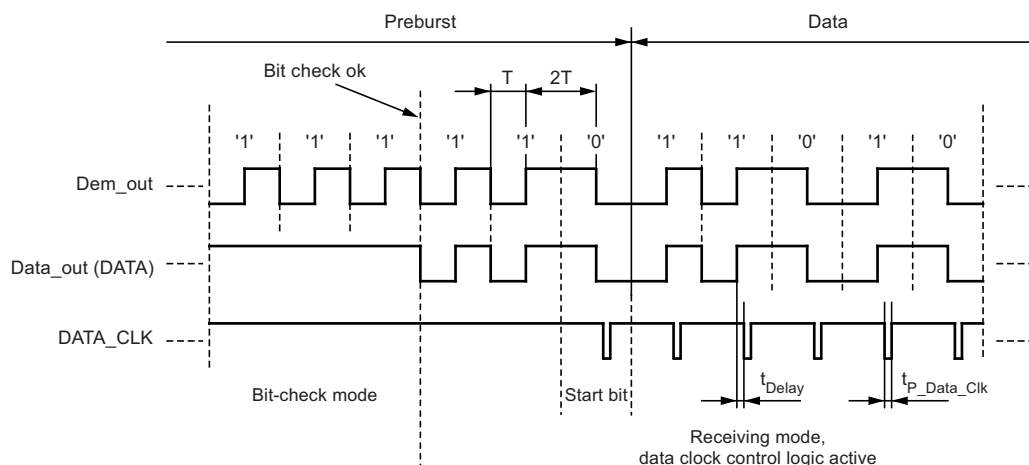 Preburst Data
Bit check ok
T 2T
'1' '1' '1' '1' '1' '0' '1' '1' '0' '1' '0'
Dem_out
Data_out (DATA)
DATA_CLK
Bit-check mode Start bit tDelay tP_Data_Clk
Receiving mode,
data clock control logic active